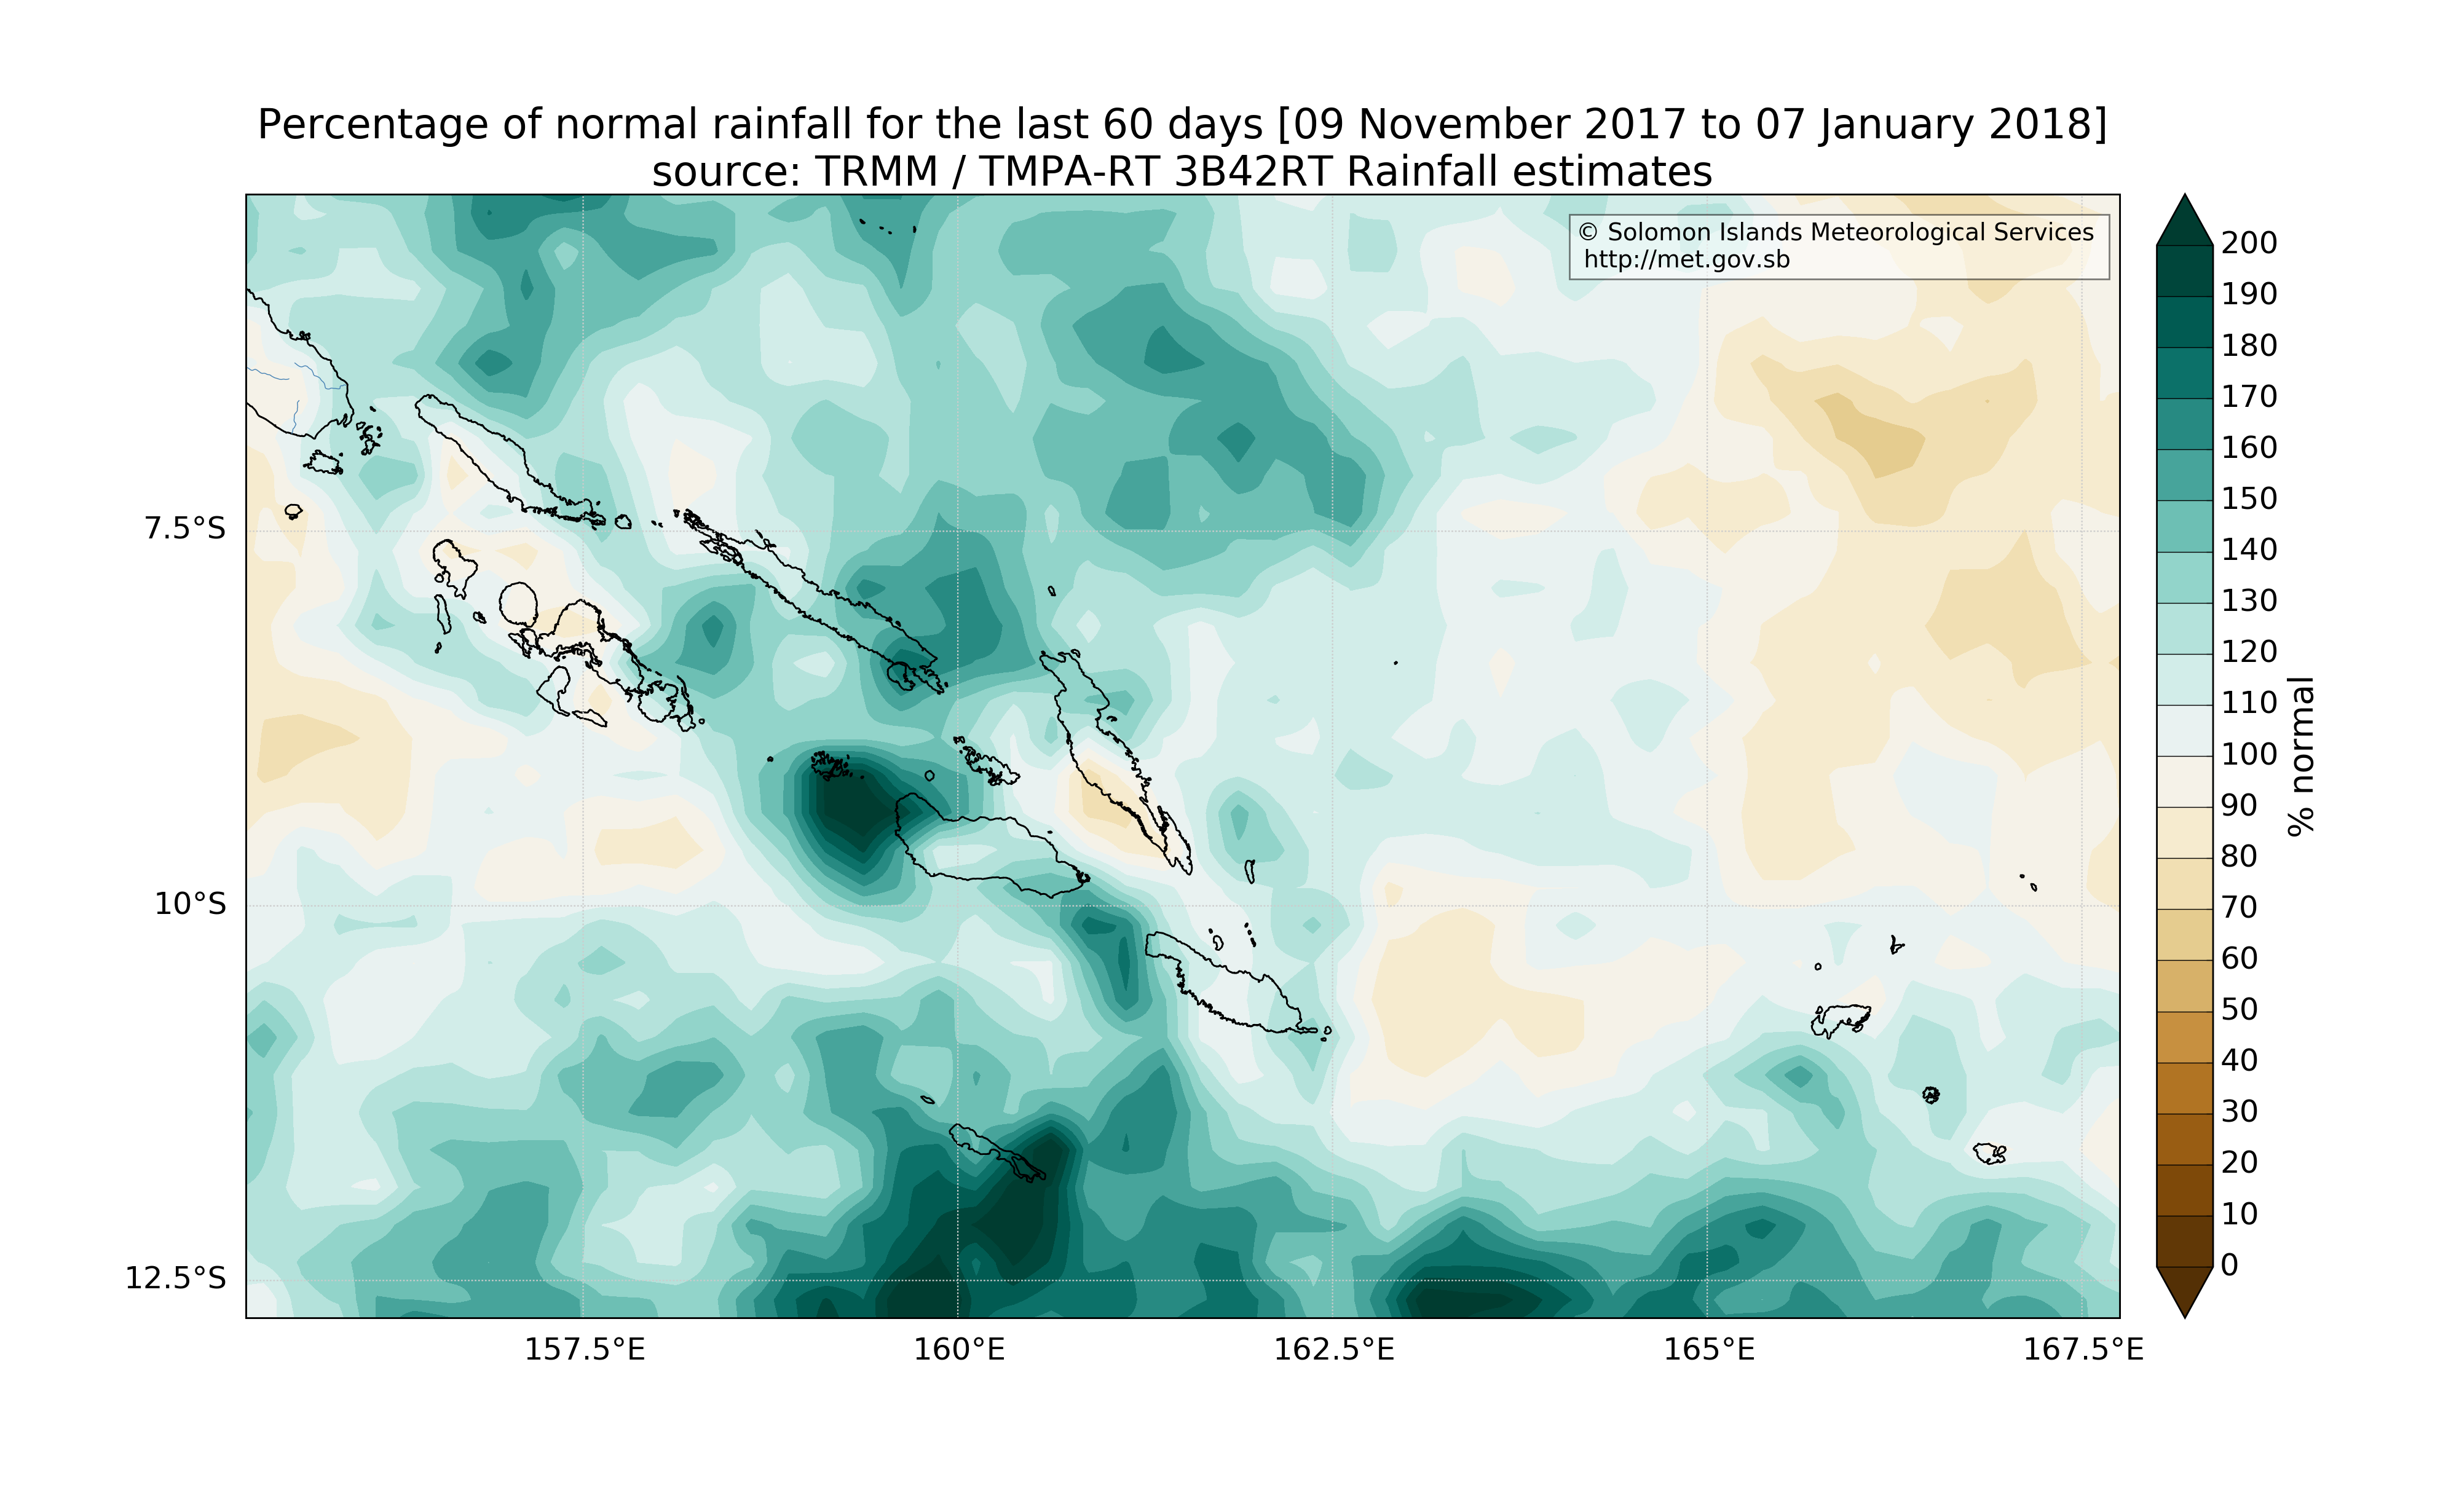 Percentage of normal rainfall for the last 60 days [09 November 2017 to 07 January 2018]
source: TRMM / TMPA-RT 3B42RT Rainfall estimates
© Solomon Islands Meteorological Services
http://met.gov.sb
7.5°S
10°S
12.5°S
157.5°E
160°E
162.5°E
165°E
167.5°E
200
190
180
170
160
150
140
130
120
110
100
90
80
70
60
50
40
30
20
10
0
% normal